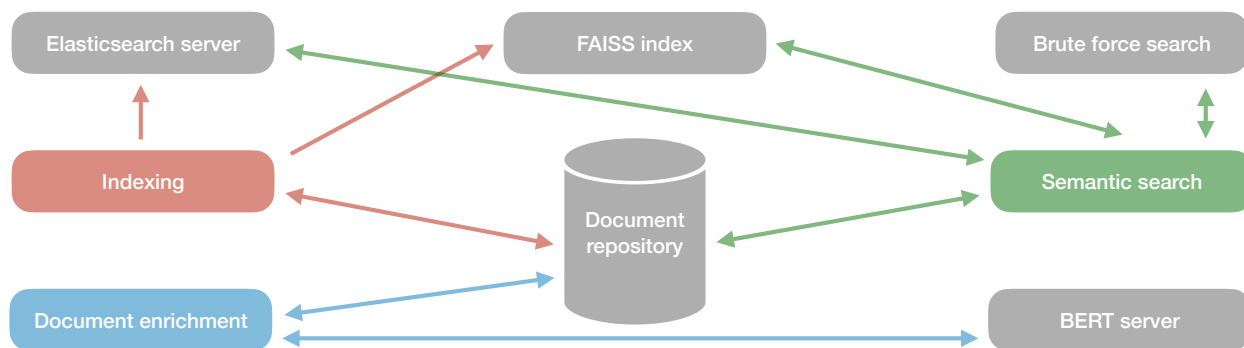 Elasticsearch server
FAISS index
Brute force search
Indexing
Document
repository
Semantic search
Document enrichment
BERT server